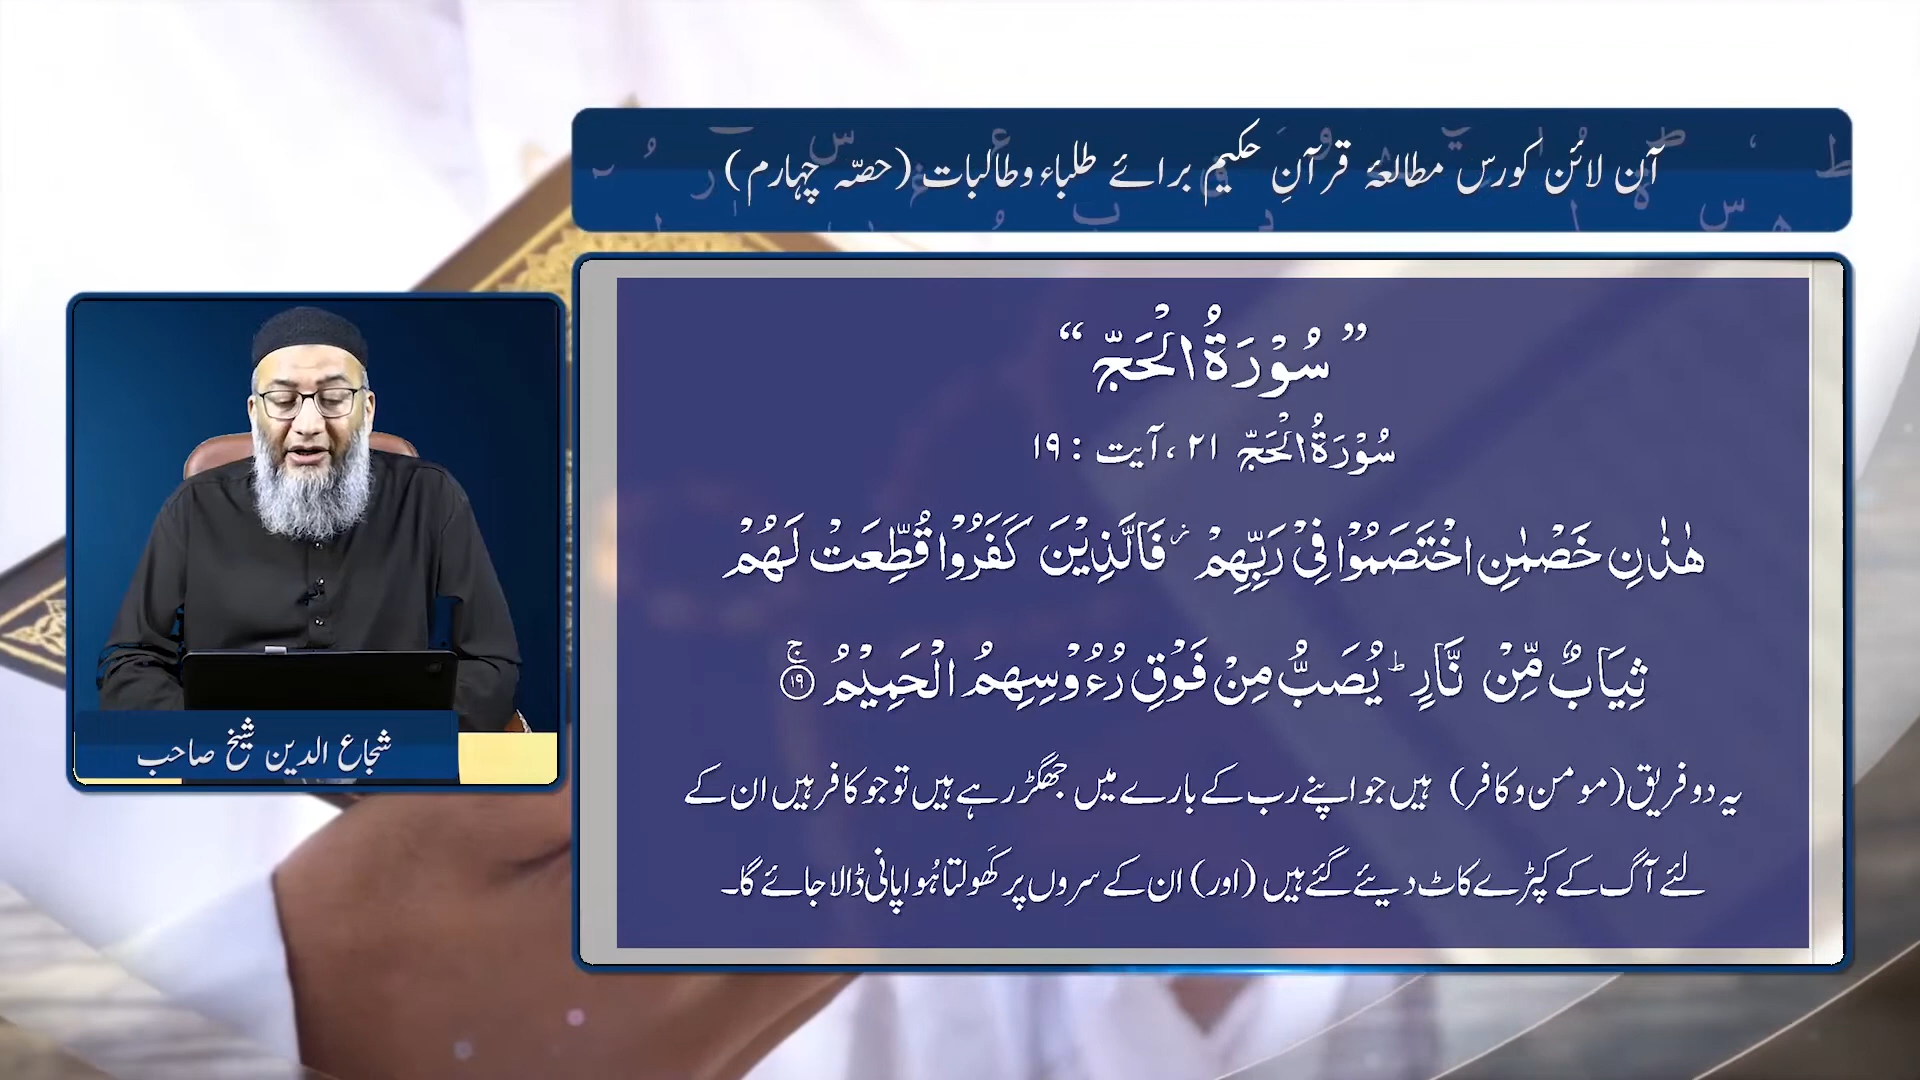 آن لائن کورس مطالعۂ قرآنِ حکیم برائے طلباء و طالبات (حصّہ چہارم)
”سُوْرَۃُ الْحَجِّ“
سُوْرَۃُ الْحَجِّ ۲۱، آیت : ۱۹
ھٰذٰنِ خَصْمٰنِ اخْتَصَمُوْا فِیْ رَبِّھِمْ ؗ فَالَّذِیْنَ کَفَرُوْا قُطِّعَتْ لَھُمْ
ثِیَابٌ مِّنْ نَّارٍ ؕ یُصَبُّ مِنْ فَوْقِ رُءُوْسِھِمُ الْحَمِیْمُ ۚ ﴿۱۹﴾
یہ دو فریق (مومن و کافر) ہیں جو اپنے رب کے بارے میں جھگڑ رہے ہیں تو جو کافر ہیں ان کے
لئے آگ کے کپڑے کاٹ دیئے گئے ہیں (اور) ان کے سروں پر کَھولتا ہُوا پانی ڈالا جائے گا۔
شجاع الدین شیخ صاحب